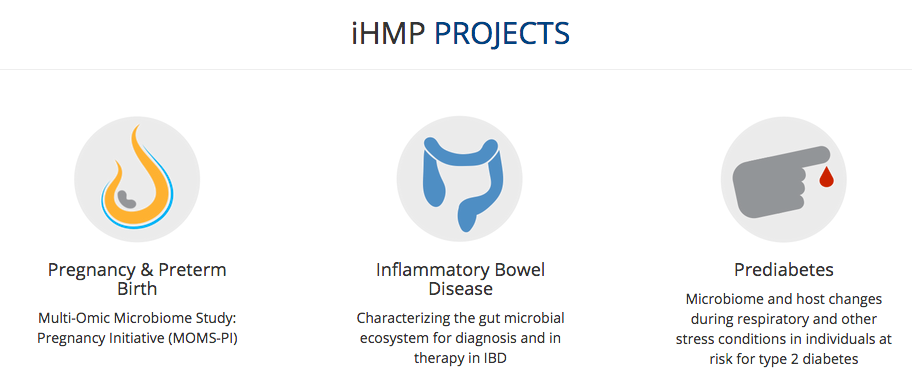 iHMP PROJECTS
Pregnancy & Preterm
Birth
Multi-Omic Microbiome Study:
Pregnancy Initiative (MOMS-PI)
Inflammatory Bowel
Disease
Characterizing the gut microbial
ecosystem for diagnosis and in
therapy in IBD
Prediabetes
Microbiome and host changes
during respiratory and other
stress conditions in individuals at
risk for type 2 diabetes